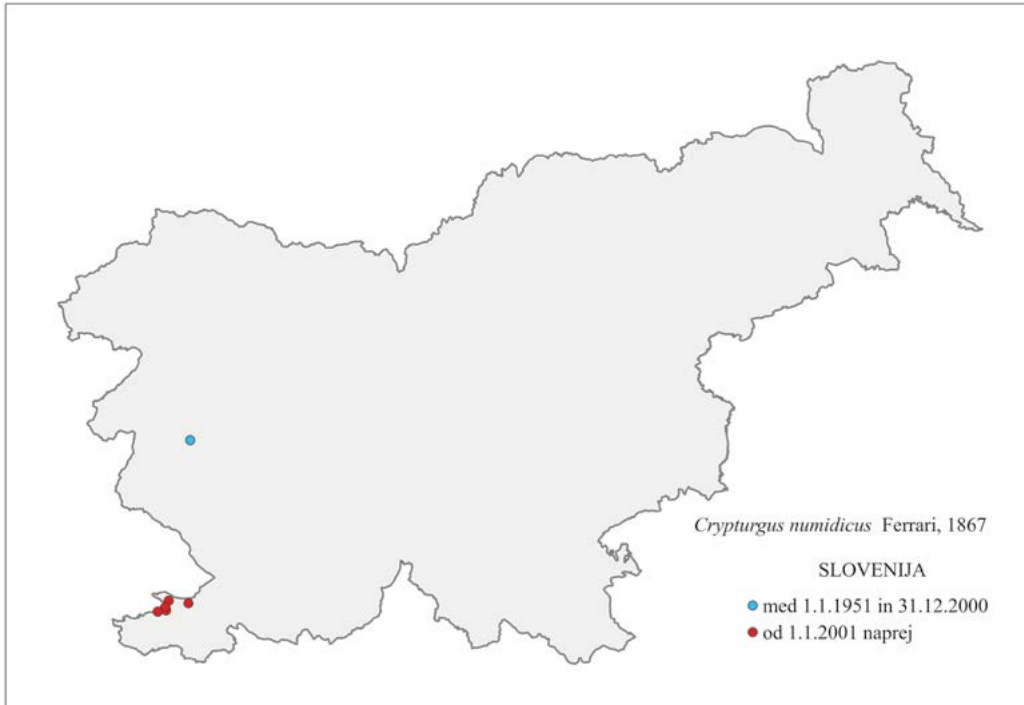 Crypturgus numidicus Ferrari, 1867
SLOVENIJA
med 1.1.1951 in 31.12.2000
od 1.1.2001 naprej